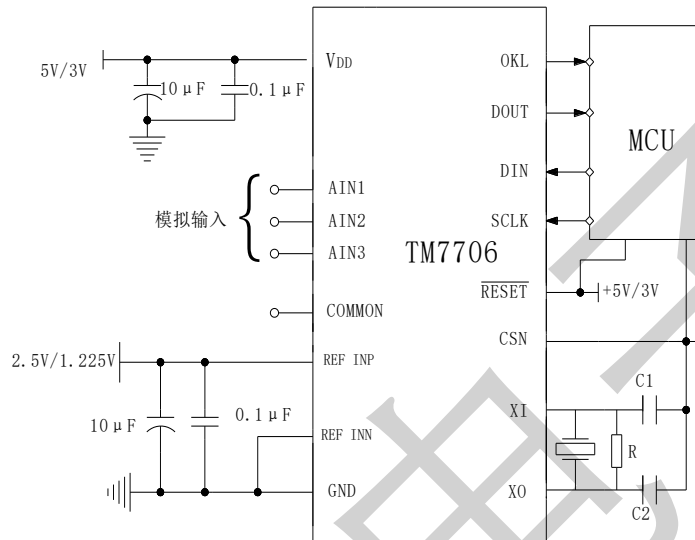 5V/3V
10μF
0.1μF
VDD
OKL
DOUT
MCU
DIN
SCLK
模拟输入
AIN1
AIN2
AIN3
TM7706
RESET
+5V/3V
COMMON
CSN
2.5V/1.225V
REF INP
C1
XI
10μF
0.1μF
REF INN
R
GND
XO
C2